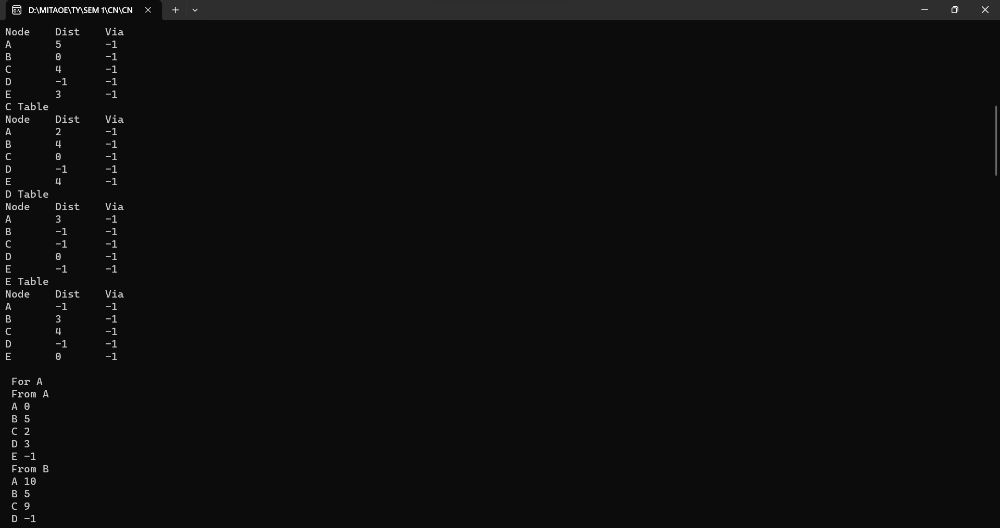 D:\MITAOE\TY\SEM 1\CN\CN
Node Dist Via
A 5 -1
B 0 -1
C 4 -1
D -1 -1
E 3 -1
C Table
Node Dist Via
A 2 -1
B 4 -1
C 0 -1
D -1 -1
E 4 -1
D Table
Node Dist Via
A 3 -1
B -1 -1
C -1 -1
D 0 -1
E -1 -1
E Table
Node Dist Via
A -1 -1
B 3 -1
C 4 -1
D -1 -1
E 0 -1
For A
From A
A 0
B 5
C 2
D 3
E -1
From B
A 10
B 5
C 9
D -1